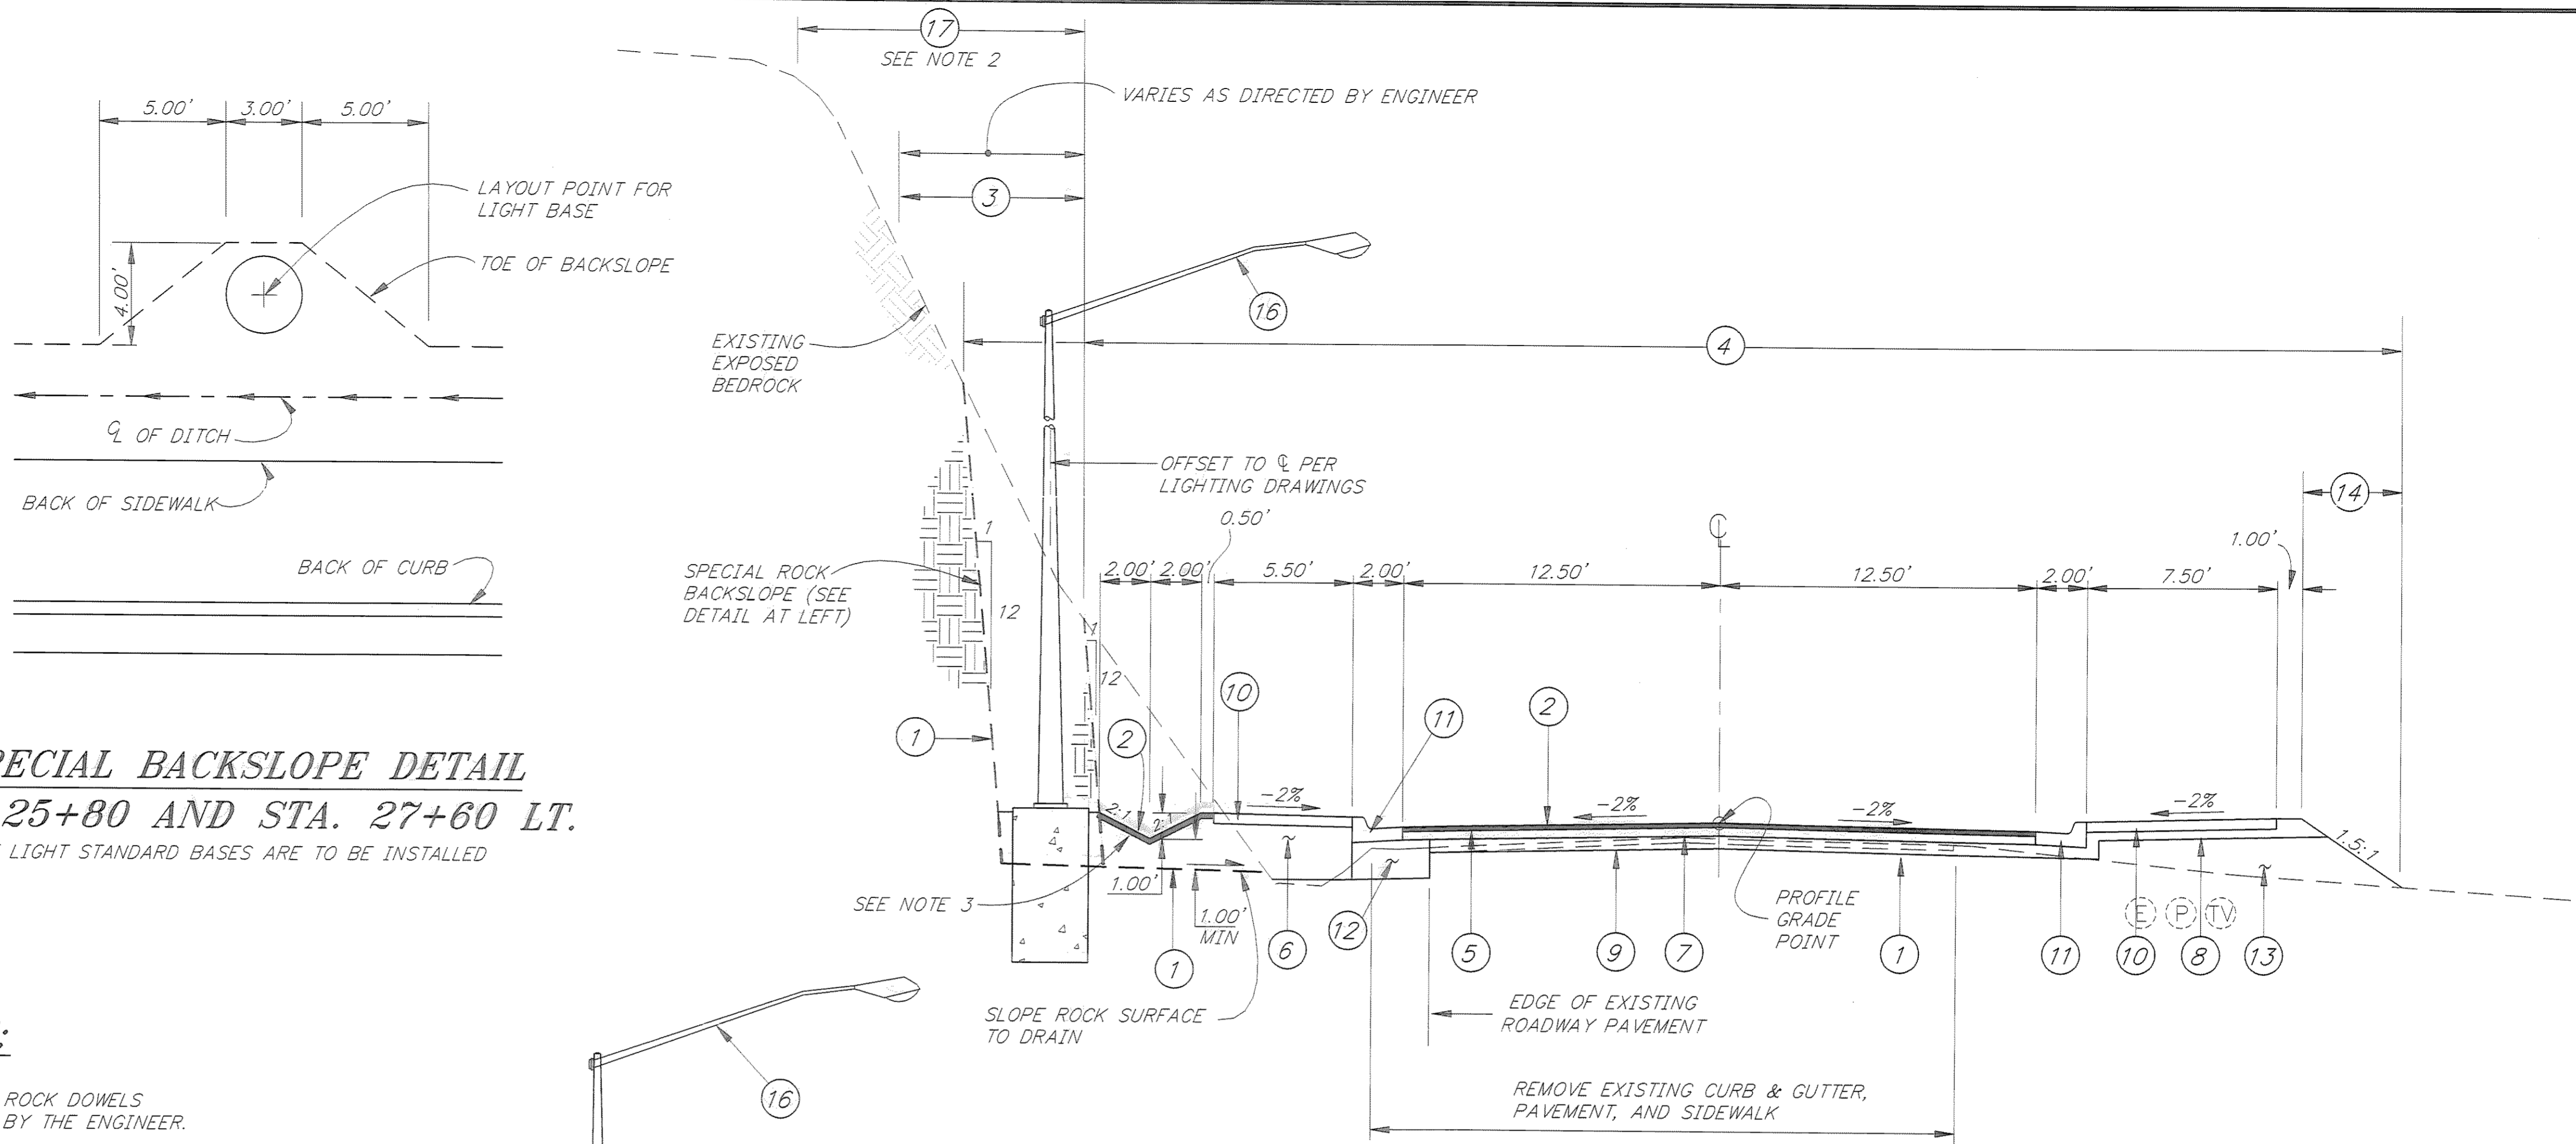 17
SEE NOTE 2
VARIES AS DIRECTED BY ENGINEER
3
5.00' 3.00' 5.00'
LAYOUT POINT FOR
LIGHT BASE
TOE OF BACKSLOPE
4.00'
℄ OF DITCH
BACK OF SIDEWALK
BACK OF CURB
PECIAL BACKSLOPE DETAIL
25+80 AND STA. 27+60 LT.
LIGHT STANDARD BASES ARE TO BE INSTALLED
ROCK DOWELS
BY THE ENGINEER.
16
EXISTING
EXPOSED
BEDROCK
16
4
OFFSET TO ℄ PER
LIGHTING DRAWINGS
0.50'
14
1.00'
℄
SPECIAL ROCK
BACKSLOPE (SEE
DETAIL AT LEFT)
1
12
2.00' 2.00' 5.50' 2.00' 12.50' 12.50' 2.00' 7.50'
1
12
1
2
10
11
2
2:1
2:1
-2%
-2%
-2%
-2%
1.5:1
SEE NOTE 3
1.00'
1.00'
MIN
1
6
12
5
9
7
PROFILE
GRADE
POINT
1
11
10
8
13
E P TV
SLOPE ROCK SURFACE
TO DRAIN
EDGE OF EXISTING
ROADWAY PAVEMENT
REMOVE EXISTING CURB & GUTTER,
PAVEMENT, AND SIDEWALK